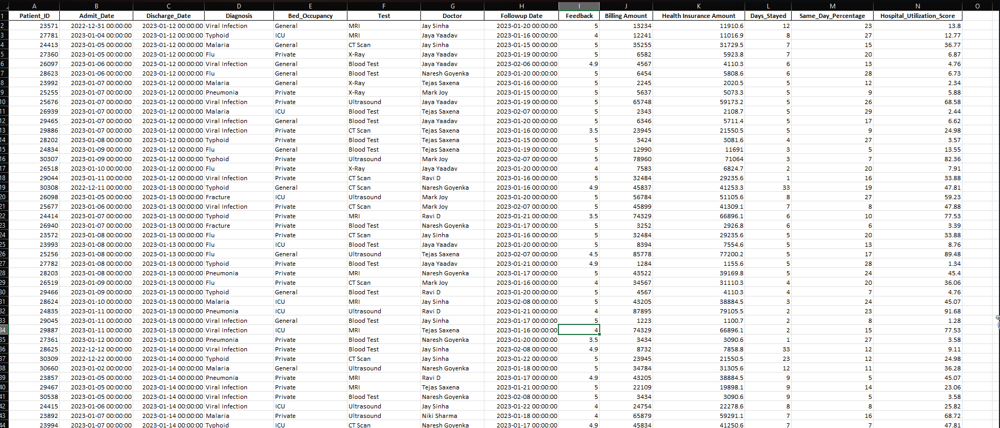 A B C D E F G H I J K L M N O
1 Patient_ID Admit_Date Discharge_Date Diagnosis Bed_Occupancy Test Doctor Followup Date Feedback Billing Amount Health Insurance Amount Days_Stayed Same_Day_Percentage Hospital_Utilization_Score
2 23571 2022-12-31 00:00:00 2023-01-12 00:00:00 Viral Infection General MRI Jay Sinha 2023-01-20 00:00:00 5 13234 11910.6 12 23 13.8
3 27781 2023-01-04 00:00:00 2023-01-12 00:00:00 Typhoid ICU MRI Jaya Yaadav 2023-01-16 00:00:00 4 12241 11016.9 8 27 12.77
4 24413 2023-01-05 00:00:00 2023-01-12 00:00:00 Malaria General CT Scan Jay Sinha 2023-01-15 00:00:00 5 35255 31729.5 7 15 36.77
5 27360 2023-01-05 00:00:00 2023-01-12 00:00:00 Flu Private X-Ray Jaya Yaadav 2023-01-19 00:00:00 5 6582 5923.8 7 20 6.87
6 26097 2023-01-06 00:00:00 2023-01-12 00:00:00 Viral Infection General Blood Test Jaya Yaadav 2023-02-06 00:00:00 4.9 4567 4110.3 6 13 4.76
7 28623 2023-01-06 00:00:00 2023-01-12 00:00:00 Flu General Blood Test Naresh Goyenka 2023-01-20 00:00:00 5 6454 5808.6 6 28 6.73
8 23992 2023-01-07 00:00:00 2023-01-12 00:00:00 Malaria General X-Ray Tejas Saxena 2023-01-16 00:00:00 5 2245 2020.5 5 12 2.34
9 25255 2023-01-07 00:00:00 2023-01-12 00:00:00 Pneumonia Private X-Ray Mark Joy 2023-01-15 00:00:00 5 5637 5073.3 5 9 5.88
10 25676 2023-01-07 00:00:00 2023-01-12 00:00:00 Viral Infection Private Ultrasound Jaya Yaadav 2023-01-19 00:00:00 5 65748 59173.2 5 26 68.58
11 26939 2023-01-07 00:00:00 2023-01-12 00:00:00 Malaria ICU Blood Test Tejas Saxena 2023-02-07 00:00:00 5 2343 2108.7 5 29 2.44
12 29465 2023-01-07 00:00:00 2023-01-12 00:00:00 Viral Infection General Blood Test Jaya Yaadav 2023-01-20 00:00:00 5 6346 5711.4 5 17 6.62
13 29886 2023-01-07 00:00:00 2023-01-12 00:00:00 Viral Infection Private CT Scan Tejas Saxena 2023-01-16 00:00:00 3.5 23945 21550.5 5 9 24.98
14 28202 2023-01-08 00:00:00 2023-01-12 00:00:00 Typhoid Private Blood Test Tejas Saxena 2023-01-15 00:00:00 5 3424 3081.6 4 27 3.57
15 24834 2023-01-09 00:00:00 2023-01-12 00:00:00 Flu General Blood Test Tejas Saxena 2023-01-19 00:00:00 5 12990 11691 3 5 13.55
16 30307 2023-01-09 00:00:00 2023-01-12 00:00:00 Typhoid Private Ultrasound Mark Joy 2023-02-07 00:00:00 5 78960 71064 3 7 82.36
17 26518 2023-01-10 00:00:00 2023-01-12 00:00:00 Flu Private X-Ray Jaya Yaadav 2023-01-20 00:00:00 4 7583 6824.7 2 20 7.91
18 29044 2023-01-11 00:00:00 2023-01-12 00:00:00 Viral Infection Private CT Scan Ravi D 2023-01-16 00:00:00 5 32484 29235.6 1 16 33.88
19 30308 2022-12-11 00:00:00 2023-01-13 00:00:00 Typhoid General CT Scan Naresh Goyenka 2023-01-16 00:00:00 4.9 45837 41253.3 33 19 47.81
20 26098 2023-01-05 00:00:00 2023-01-13 00:00:00 Fracture ICU Ultrasound Mark Joy 2023-01-20 00:00:00 5 56784 51105.6 8 27 59.23
21 25677 2023-01-06 00:00:00 2023-01-13 00:00:00 Viral Infection Private CT Scan Mark Joy 2023-02-07 00:00:00 5 45899 41309.1 7 8 47.88
22 24414 2023-01-07 00:00:00 2023-01-13 00:00:00 Typhoid Private MRI Ravi D 2023-01-21 00:00:00 3.5 74329 66896.1 6 10 77.53
23 26940 2023-01-07 00:00:00 2023-01-13 00:00:00 Fracture Private Blood Test Naresh Goyenka 2023-01-17 00:00:00 5 3252 2926.8 6 6 3.39
24 23572 2023-01-08 00:00:00 2023-01-13 00:00:00 Flu Private CT Scan Jay Sinha 2023-01-16 00:00:00 5 32484 29235.6 5 20 33.88
25 23993 2023-01-08 00:00:00 2023-01-13 00:00:00 Flu ICU Blood Test Jaya Yaadav 2023-01-20 00:00:00 5 8394 7554.6 5 13 8.76
26 25256 2023-01-08 00:00:00 2023-01-13 00:00:00 Flu General Ultrasound Tejas Saxena 2023-02-07 00:00:00 4.5 85778 77200.2 5 17 89.48
27 27782 2023-01-08 00:00:00 2023-01-13 00:00:00 Typhoid Private Blood Test Jaya Yaadav 2023-01-21 00:00:00 4.9 1284 1155.6 5 28 1.34
28 28203 2023-01-08 00:00:00 2023-01-13 00:00:00 Pneumonia Private MRI Naresh Goyenka 2023-01-17 00:00:00 5 43522 39169.8 5 24 45.4
29 26519 2023-01-09 00:00:00 2023-01-13 00:00:00 Flu Private CT Scan Mark Joy 2023-01-16 00:00:00 4 34567 31110.3 4 20 36.06
30 29466 2023-01-09 00:00:00 2023-01-13 00:00:00 Typhoid General Blood Test Ravi D 2023-01-20 00:00:00 5 4567 4110.3 4 7 4.76
31 28624 2023-01-10 00:00:00 2023-01-13 00:00:00 Malaria ICU MRI Jay Sinha 2023-02-08 00:00:00 5 43205 38884.5 3 24 45.07
32 24835 2023-01-11 00:00:00 2023-01-13 00:00:00 Pneumonia ICU Ultrasound Ravi D 2023-01-21 00:00:00 4 87895 79105.5 2 23 91.68
33 29045 2023-01-11 00:00:00 2023-01-13 00:00:00 Viral Infection General Blood Test Jay Sinha 2023-01-17 00:00:00 5 1223 1100.7 2 8 1.28
34 29887 2023-01-11 00:00:00 2023-01-13 00:00:00 Viral Infection ICU MRI Tejas Saxena 2023-01-16 00:00:00 4 74329 66896.1 2 15 77.53
35 27361 2023-01-12 00:00:00 2023-01-13 00:00:00 Pneumonia Private Blood Test Naresh Goyenka 2023-01-20 00:00:00 3.5 3434 3090.6 1 27 3.58
36 28625 2022-12-12 00:00:00 2023-01-14 00:00:00 Viral Infection Private Blood Test Jay Sinha 2023-02-08 00:00:00 4.9 8732 7858.8 33 12 9.11
37 30309 2022-12-22 00:00:00 2023-01-14 00:00:00 Typhoid Private CT Scan Jay Sinha 2023-01-22 00:00:00 5 23945 21550.5 23 12 24.98
38 30660 2023-01-02 00:00:00 2023-01-14 00:00:00 Malaria General Ultrasound Naresh Goyenka 2023-01-18 00:00:00 5 34784 31305.6 12 11 36.28
39 23857 2023-01-05 00:00:00 2023-01-14 00:00:00 Pneumonia Private MRI Ravi D 2023-01-17 00:00:00 4.9 43205 38884.5 9 5 45.07
40 29467 2023-01-05 00:00:00 2023-01-14 00:00:00 Viral Infection Private MRI Tejas Saxena 2023-01-21 00:00:00 5 22109 19898.1 9 14 23.06
41 30538 2023-01-05 00:00:00 2023-01-14 00:00:00 Viral Infection Private Blood Test Naresh Goyenka 2023-02-08 00:00:00 5 3434 3090.6 9 5 3.58
42 24415 2023-01-06 00:00:00 2023-01-14 00:00:00 Viral Infection ICU Ultrasound Jay Sinha 2023-01-22 00:00:00 4 24754 22278.6 8 8 25.82
43 23892 2023-01-07 00:00:00 2023-01-14 00:00:00 Malaria Private Ultrasound Niki Sharma 2023-01-18 00:00:00 4 65879 59291.1 7 16 68.72
44 23994 2023-01-07 00:00:00 2023-01-14 00:00:00 Typhoid ICU CT Scan Naresh Goyenka 2023-01-17 00:00:00 4.9 45834 41250.6 7 7 47.81